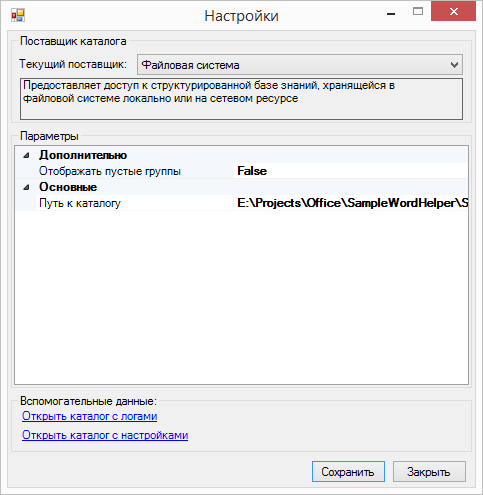 Настройки
Поставщик каталога
Текущий поставщик: Файловая система
Предоставляет доступ к структурированной базе знаний, хранящейся в
файловой системе локально или на сетевом ресурсе
Параметры
Дополнительно
Отображать пустые группы False
Основные
Путь к каталогу E:\Projects\Office\SampleWordHelper\S
Вспомогательные данные:
Открыть каталог с логами
Открыть каталог с настройками
Сохранить Закрыть